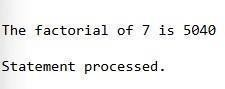 The factorial of 7 is 5040
Statement processed.